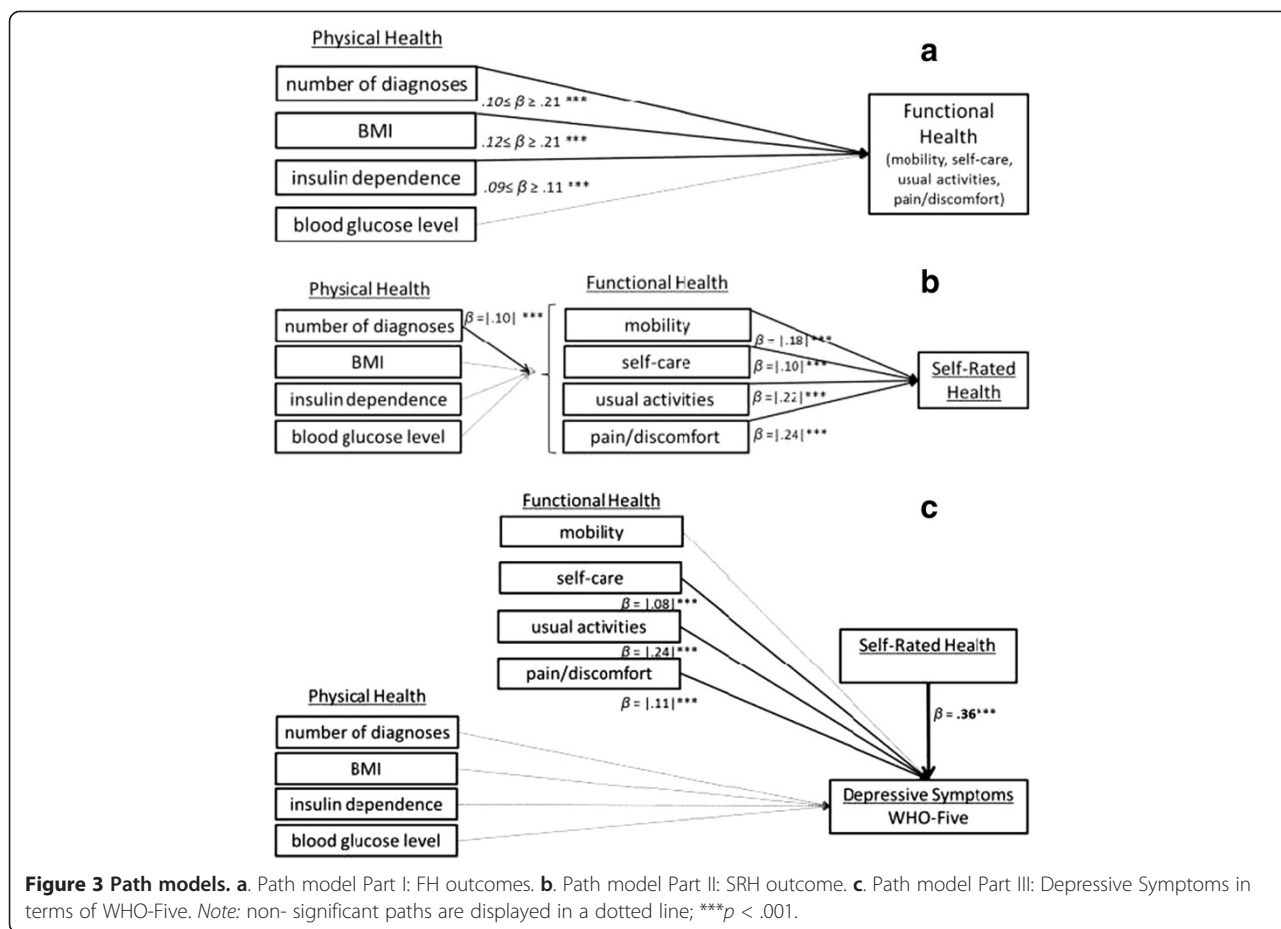 Physical Health
a
number of diagnoses
.10≤ β ≥ .21 ***
BMI
.12≤ β ≥ .21 ***
insulin dependence
.09≤ β ≥ .11 ***
blood glucose level
Functional
Health
(mobility, self-care,
usual activities,
pain/discomfort)
b
Physical Health
number of diagnoses
β =|.10| ***
BMI
insulin dependence
blood glucose level
Functional Health
mobility
β = |.18|***
self-care
β =|.10|***
usual activities
β =|.22|***
pain/discomfort
β =|.24|***
Self-Rated
Health
c
Functional Health
mobility
self-care
β = |.08|***
usual activities
β = |.24|***
pain/discomfort
β = |.11|***
Self-Rated Health
β = .36***
Physical Health
number of diagnoses
BMI
insulin dependence
blood glucose level
Depressive Symptoms
WHO-Five
Figure 3 Path models. a. Path model Part I: FH outcomes. b. Path model Part II: SRH outcome. c. Path model Part III: Depressive Symptoms in
terms of WHO-Five. Note: non- significant paths are displayed in a dotted line; ***p < .001.